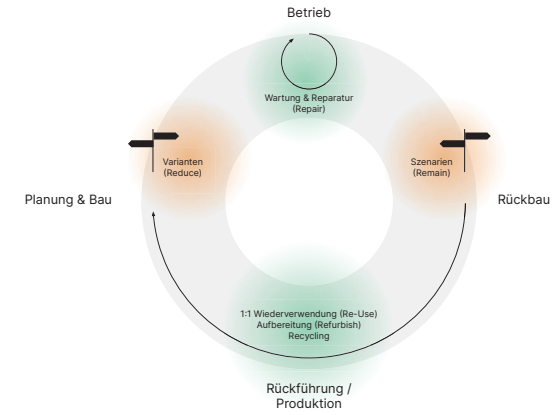 Betrieb
Wartung & Reparatur
(Repair)
Varianten
(Reduce)
Szenarien
(Remain)
Planung & Bau
Rückbau
1:1 Wiederverwendung (Re-Use)
Aufbereitung (Refurbish)
Recycling
Rückführung /
Produktion